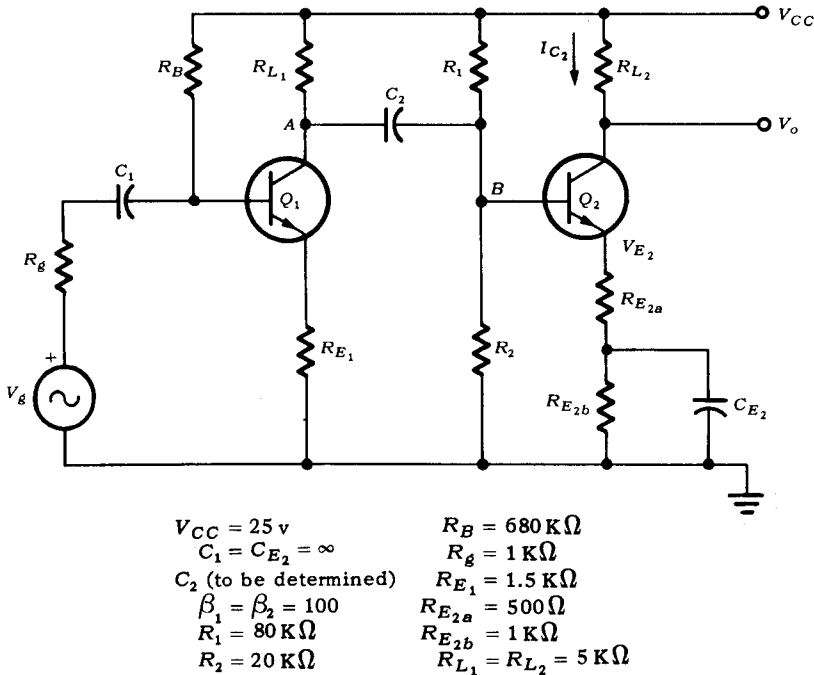 V_CC
I_C2
R_B
R_L1
R_1
R_L2
C_2
A
V_o
C_1
Q_1
B
Q_2
V_E2
R_g
R_E2a
+
R_E1
R_2
V_g
R_E2b
C_E2
V_CC = 25 v
C_1 = C_E2 = ∞
C_2 (to be determined)
β_1 = β_2 = 100
R_1 = 80 KΩ
R_2 = 20 KΩ
R_B = 680 KΩ
R_g = 1 KΩ
R_E1 = 1.5 KΩ
R_E2a = 500Ω
R_E2b = 1 KΩ
R_L1 = R_L2 = 5 KΩ